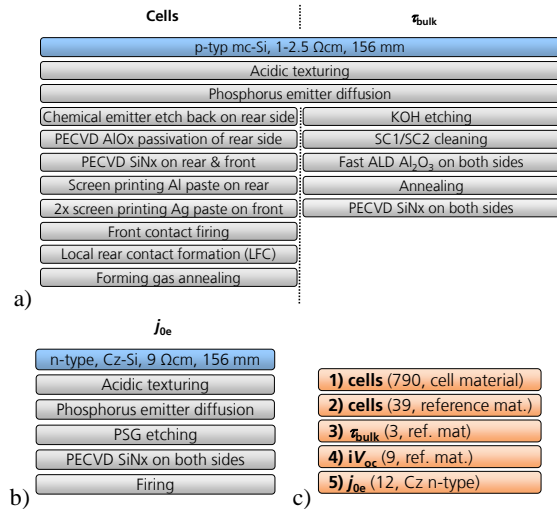 Cells
τbulk
p-typ mc-Si, 1-2.5 Ωcm, 156 mm
Acidic texturing
Phosphorus emitter diffusion
Chemical emitter etch back on rear side
KOH etching
PECVD AlOx passivation of rear side
SC1/SC2 cleaning
PECVD SiNx on rear & front
Fast ALD Al2O3 on both sides
Screen printing Al paste on rear
Annealing
2x screen printing Ag paste on front
PECVD SiNx on both sides
Front contact firing
Local rear contact formation (LFC)
Forming gas annealing
a)
j0e
n-type, Cz-Si, 9 Ωcm, 156 mm
Acidic texturing
Phosphorus emitter diffusion
PSG etching
PECVD SiNx on both sides
Firing
b)
1) cells (790, cell material)
2) cells (39, reference mat.)
3) τbulk (3, ref. mat)
4) iVoc (9, ref. mat.)
5) j0e (12, Cz n-type)
c)